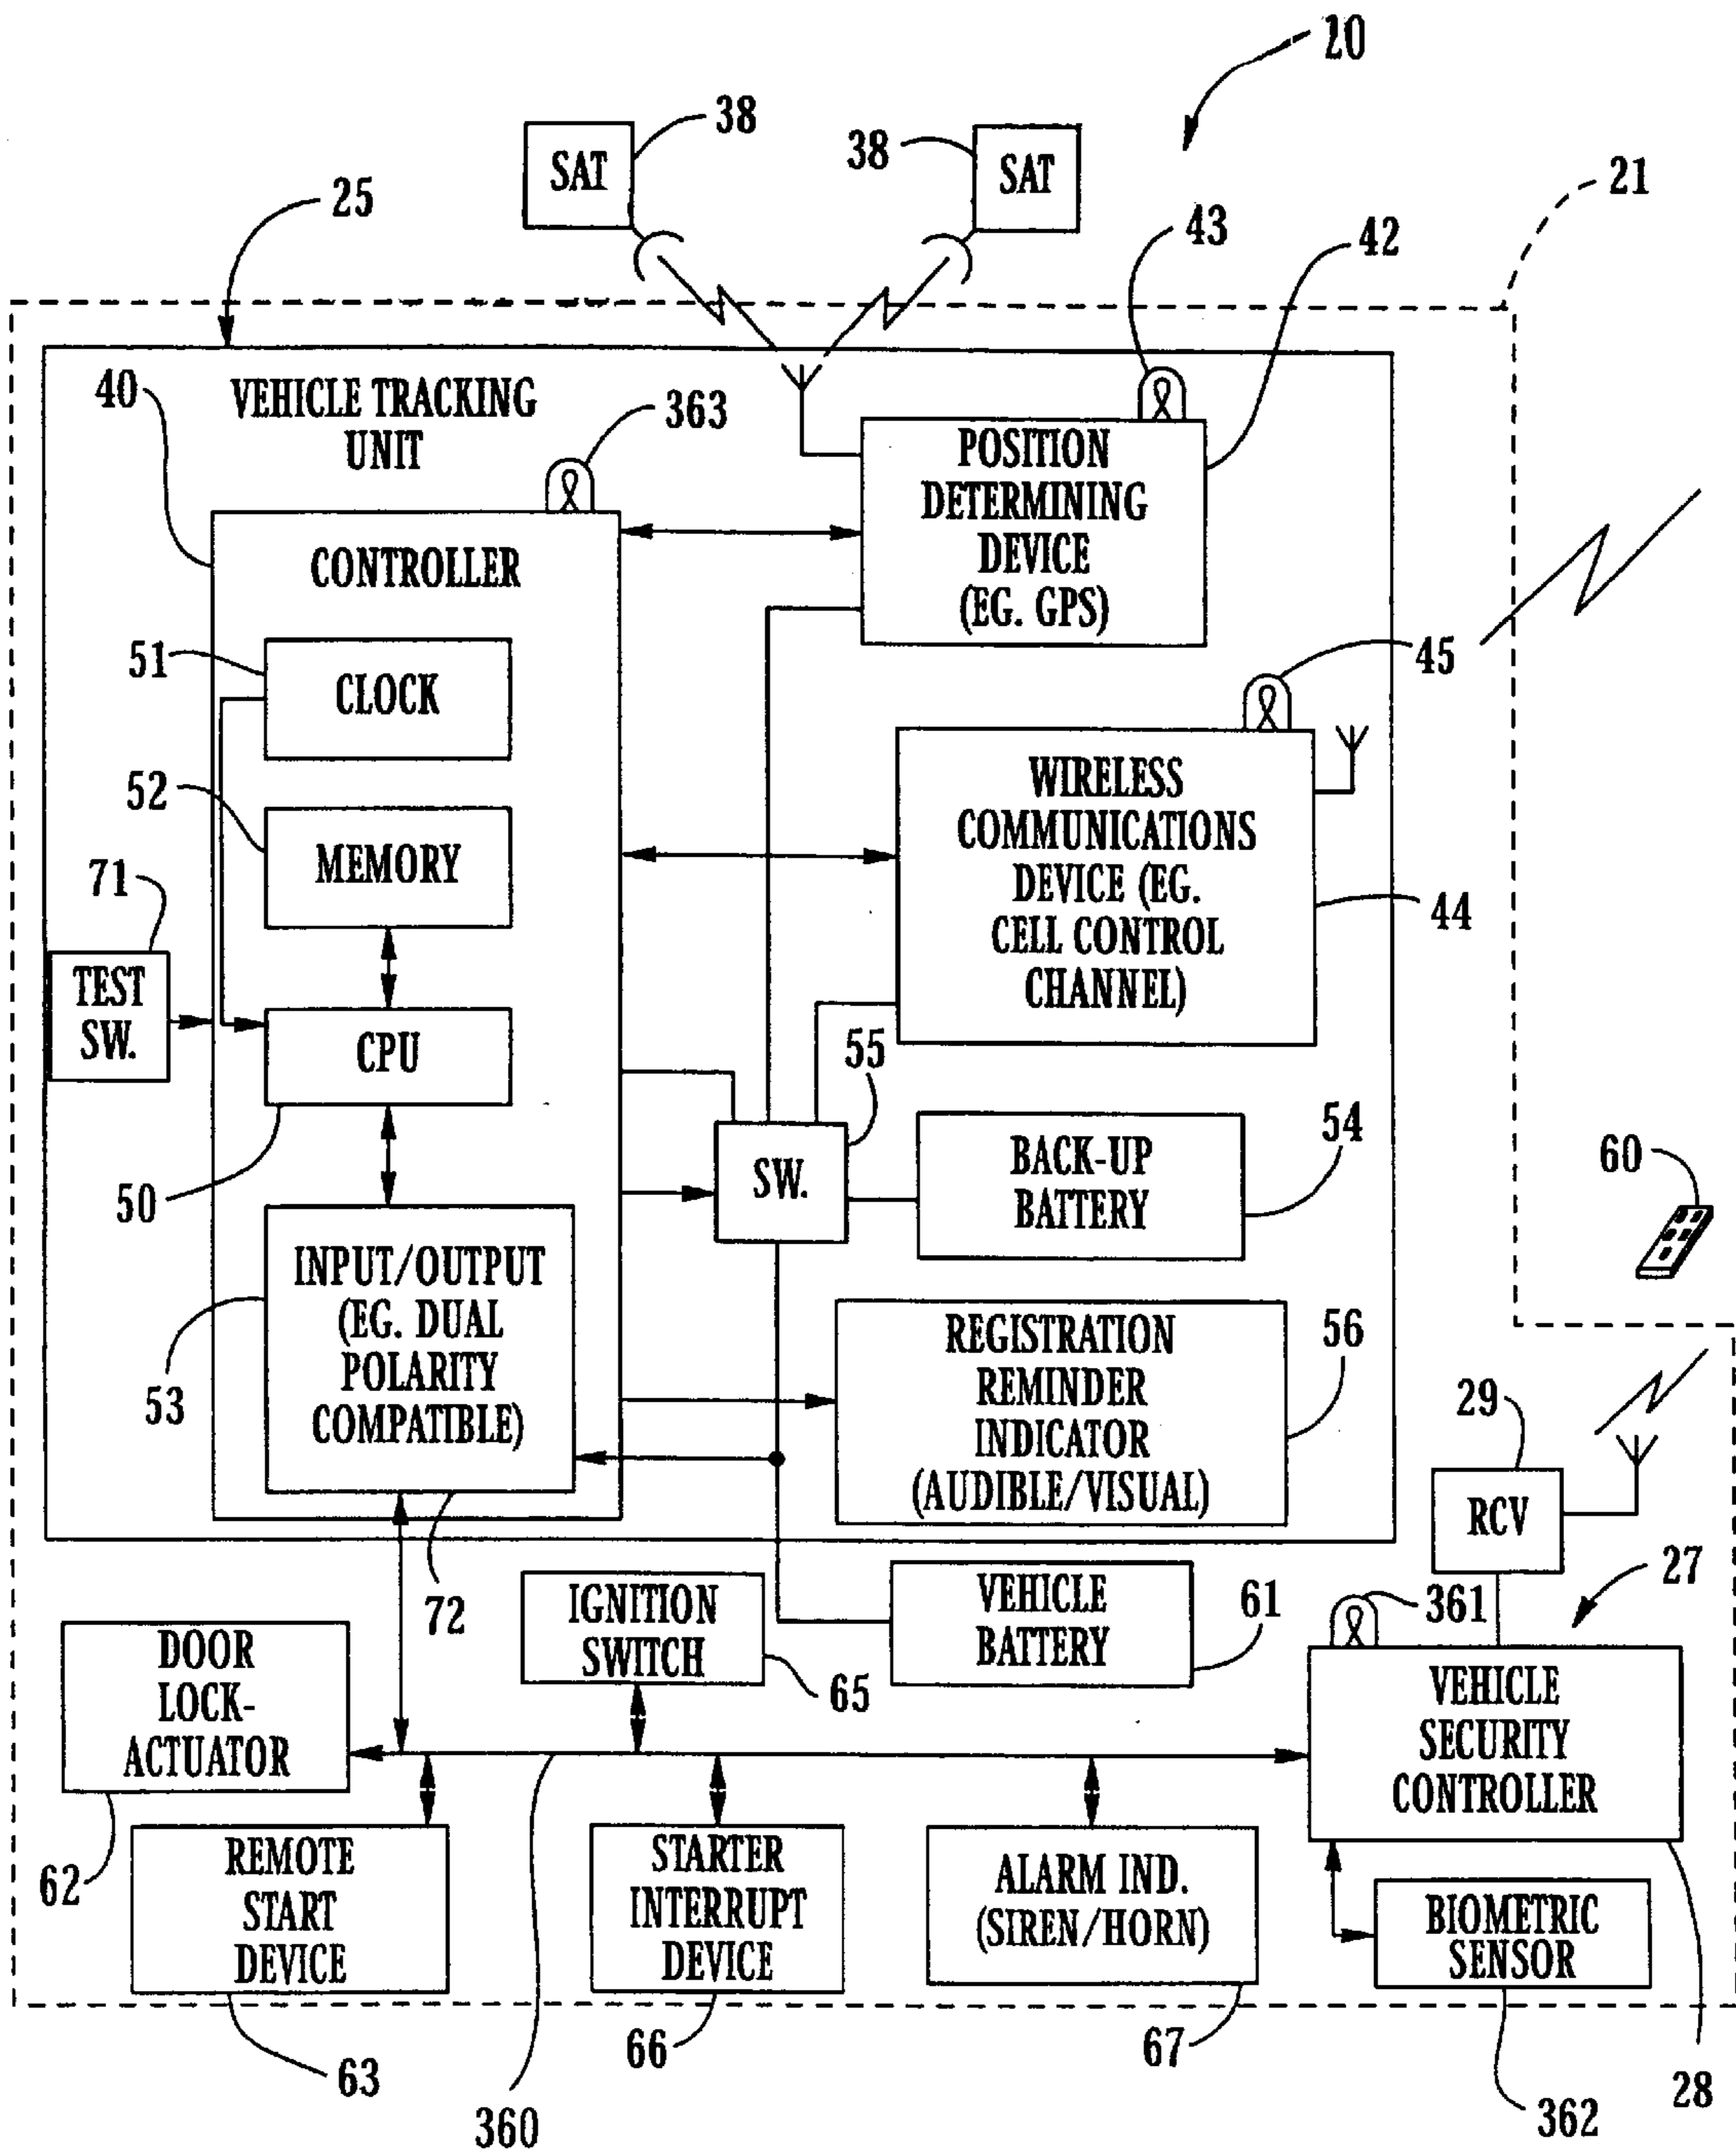 20
38
38
SAT
SAT
21
25
43
42
40
VEHICLE TRACKING
UNIT
363
POSITION
DETERMINING
DEVICE
(EG. GPS)
CONTROLLER
51
CLOCK
45
52
MEMORY
WIRELESS
COMMUNICATIONS
DEVICE (EG.
CELL CONTROL
CHANNEL)
44
71
TEST
SW.
CPU
55
50
SW.
BACK-UP
BATTERY
54
60
INPUT/OUTPUT
(EG. DUAL
POLARITY
COMPATIBLE)
53
REGISTRATION
REMINDER
INDICATOR
(AUDIBLE/VISUAL)
56
29
RCV
27
72
IGNITION
SWITCH
65
VEHICLE
BATTERY
61
361
DOOR
LOCK-
ACTUATOR
62
VEHICLE
SECURITY
CONTROLLER
REMOTE
START
DEVICE
STARTER
INTERRUPT
DEVICE
ALARM IND.
(SIREN/HORN)
BIOMETRIC
SENSOR
63
360
66
67
362
28